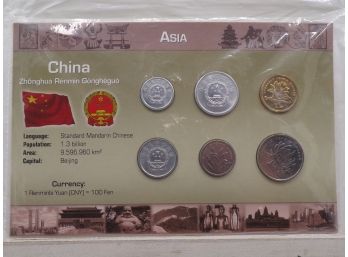 ASIA
China
Zhōnghuá Rénmín Gònghéguó
Language: Standard Mandarin Chinese
Population: 1.3 billion
Area: 9.596.960 km²
Capital: Beijing
Currency:
1 Renminbi Yuan (CNY) = 100 Fen